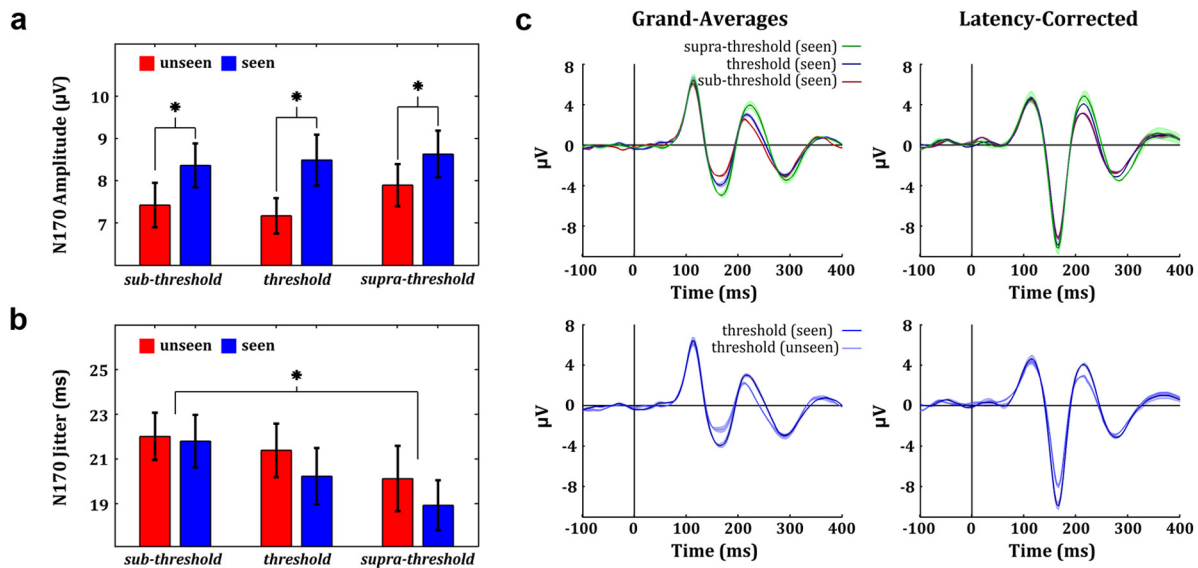 a
unseen seen
N170 Amplitude (µV)
10
9
8
7
* * *
sub-threshold threshold supra-threshold
b
unseen seen
N170 Jitter (ms)
25
23
21
19
*
sub-threshold threshold supra-threshold
c
Grand-Averages
supra-threshold (seen)
threshold (seen)
sub-threshold (seen)
µV
8
4
0
-4
-8
-100 0 100 200 300 400
Time (ms)
Latency-Corrected
µV
8
4
0
-4
-8
-100 0 100 200 300 400
Time (ms)
threshold (seen)
threshold (unseen)
µV
8
4
0
-4
-8
-100 0 100 200 300 400
Time (ms)
µV
8
4
0
-4
-8
-100 0 100 200 300 400
Time (ms)